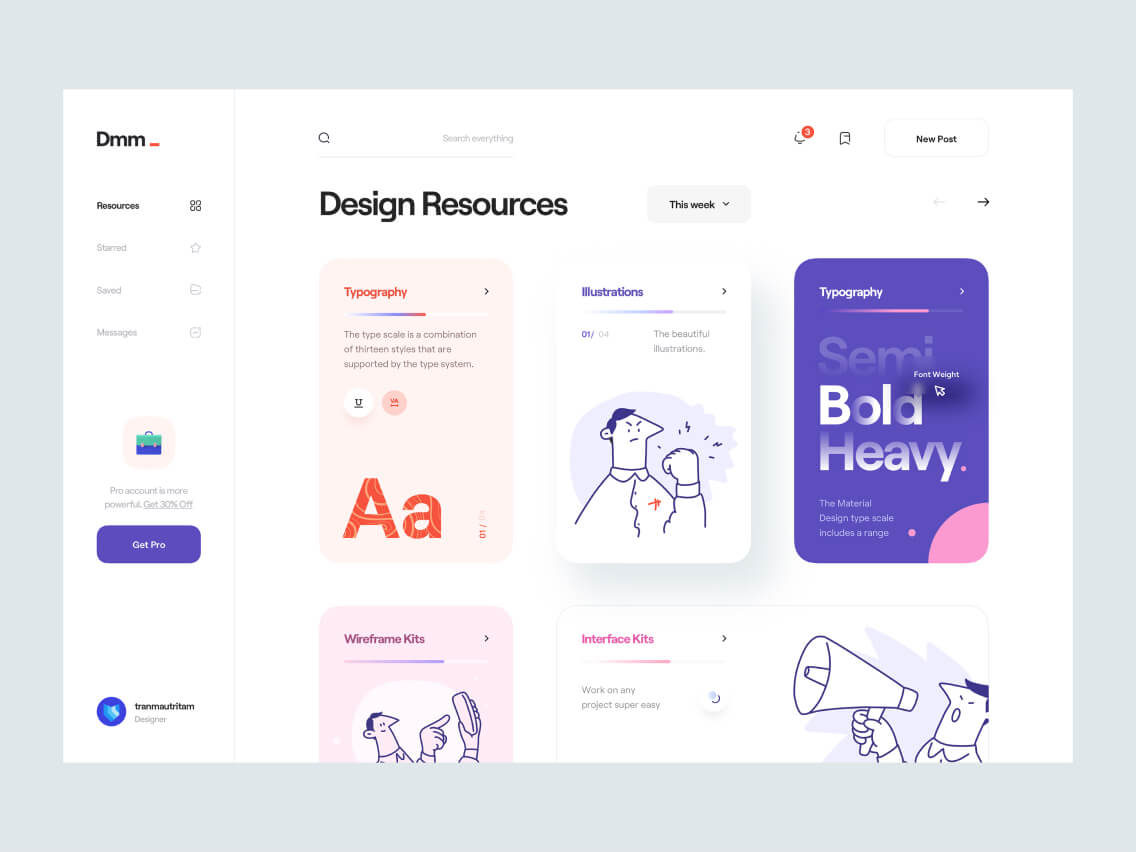 Dmm _
Resources
Starred
Saved
Messages
Pro account is more
powerful. Get 30% Off
Get Pro
tranmautritam
Designer
Search everything
3
New Post
Design Resources
This week
Typography
The type scale is a combination
of thirteen styles that are
supported by the type system.
U
VA
Aa
01 / 04
Illustrations
01/ 04
The beautiful
illustrations.
Typography
Semi
Font Weight
Bold
Heavy.
The Material
Design type scale
includes a range
Wireframe Kits
Interface Kits
Work on any
project super easy